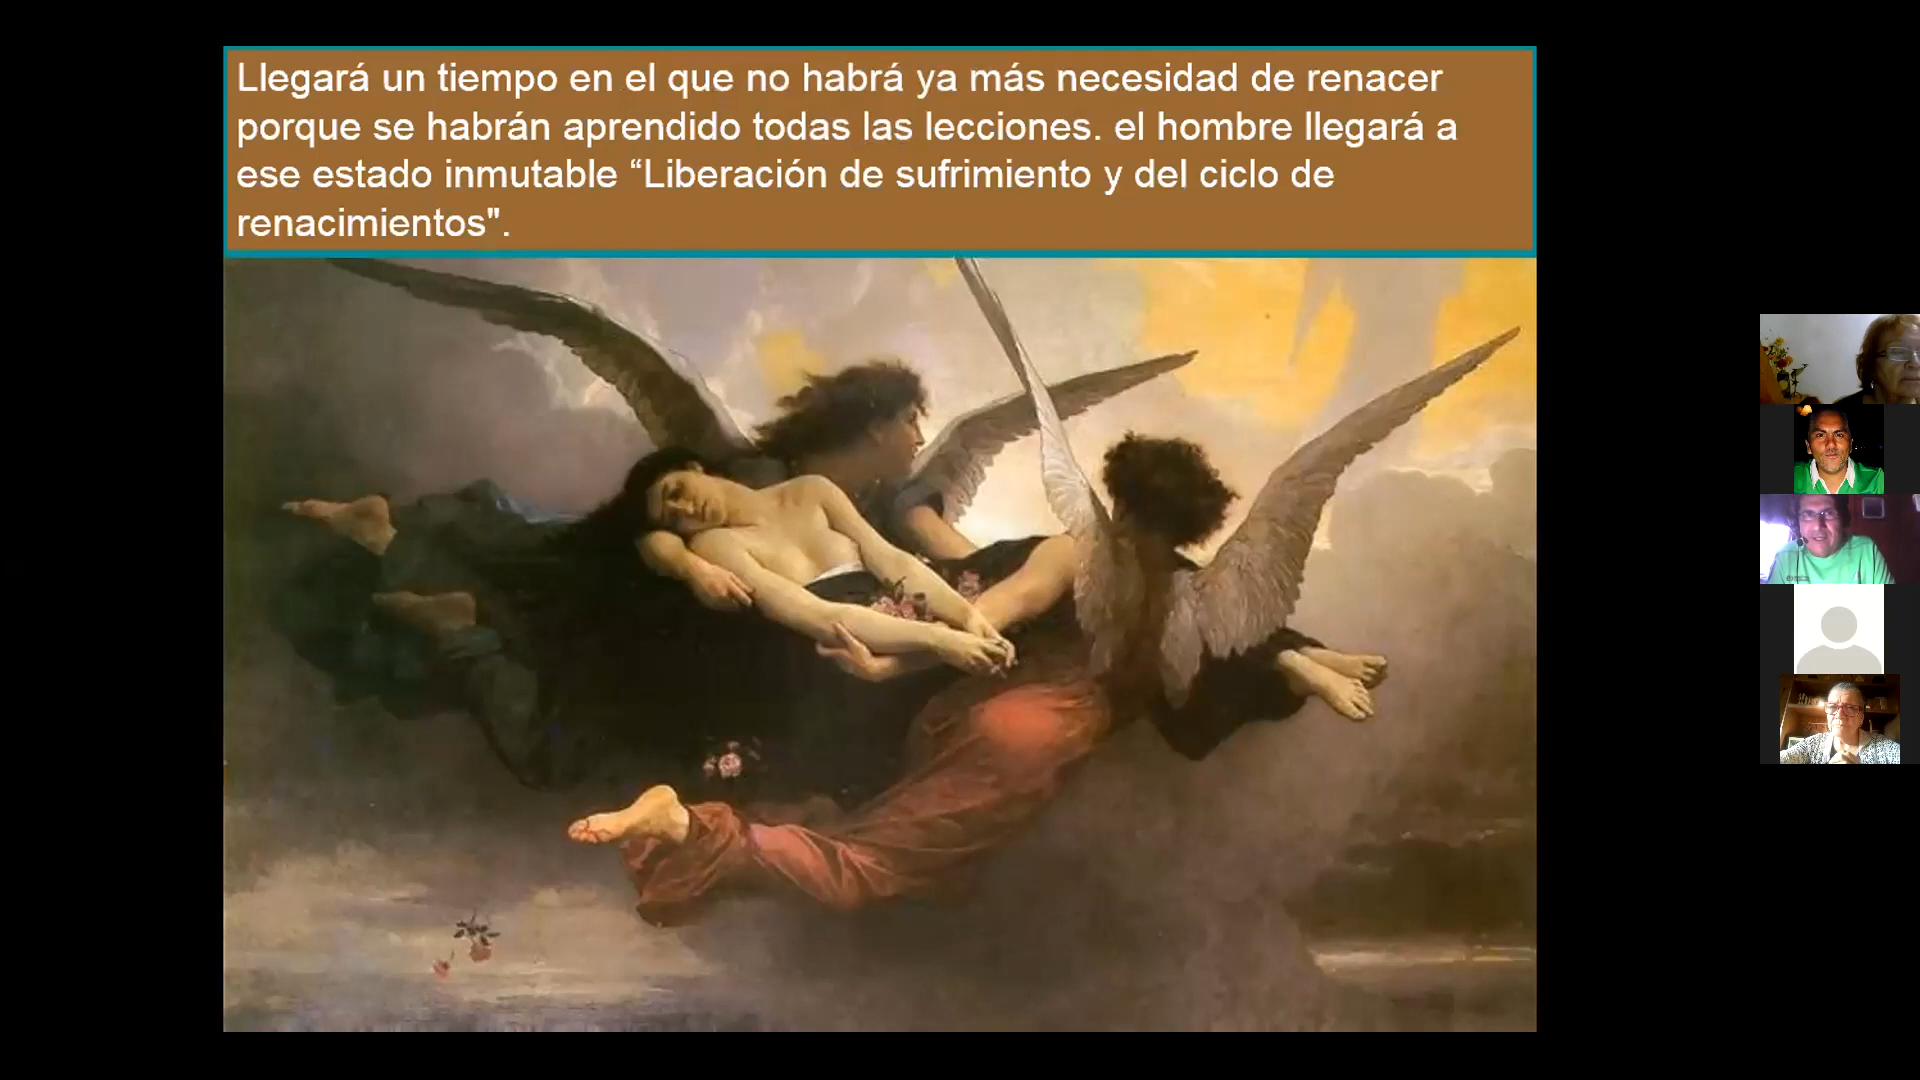 Llegará un tiempo en el que no habrá ya más necesidad de renacer
porque se habrán aprendido todas las lecciones. el hombre llegará a
ese estado inmutable “Liberación de sufrimiento y del ciclo de
renacimientos".